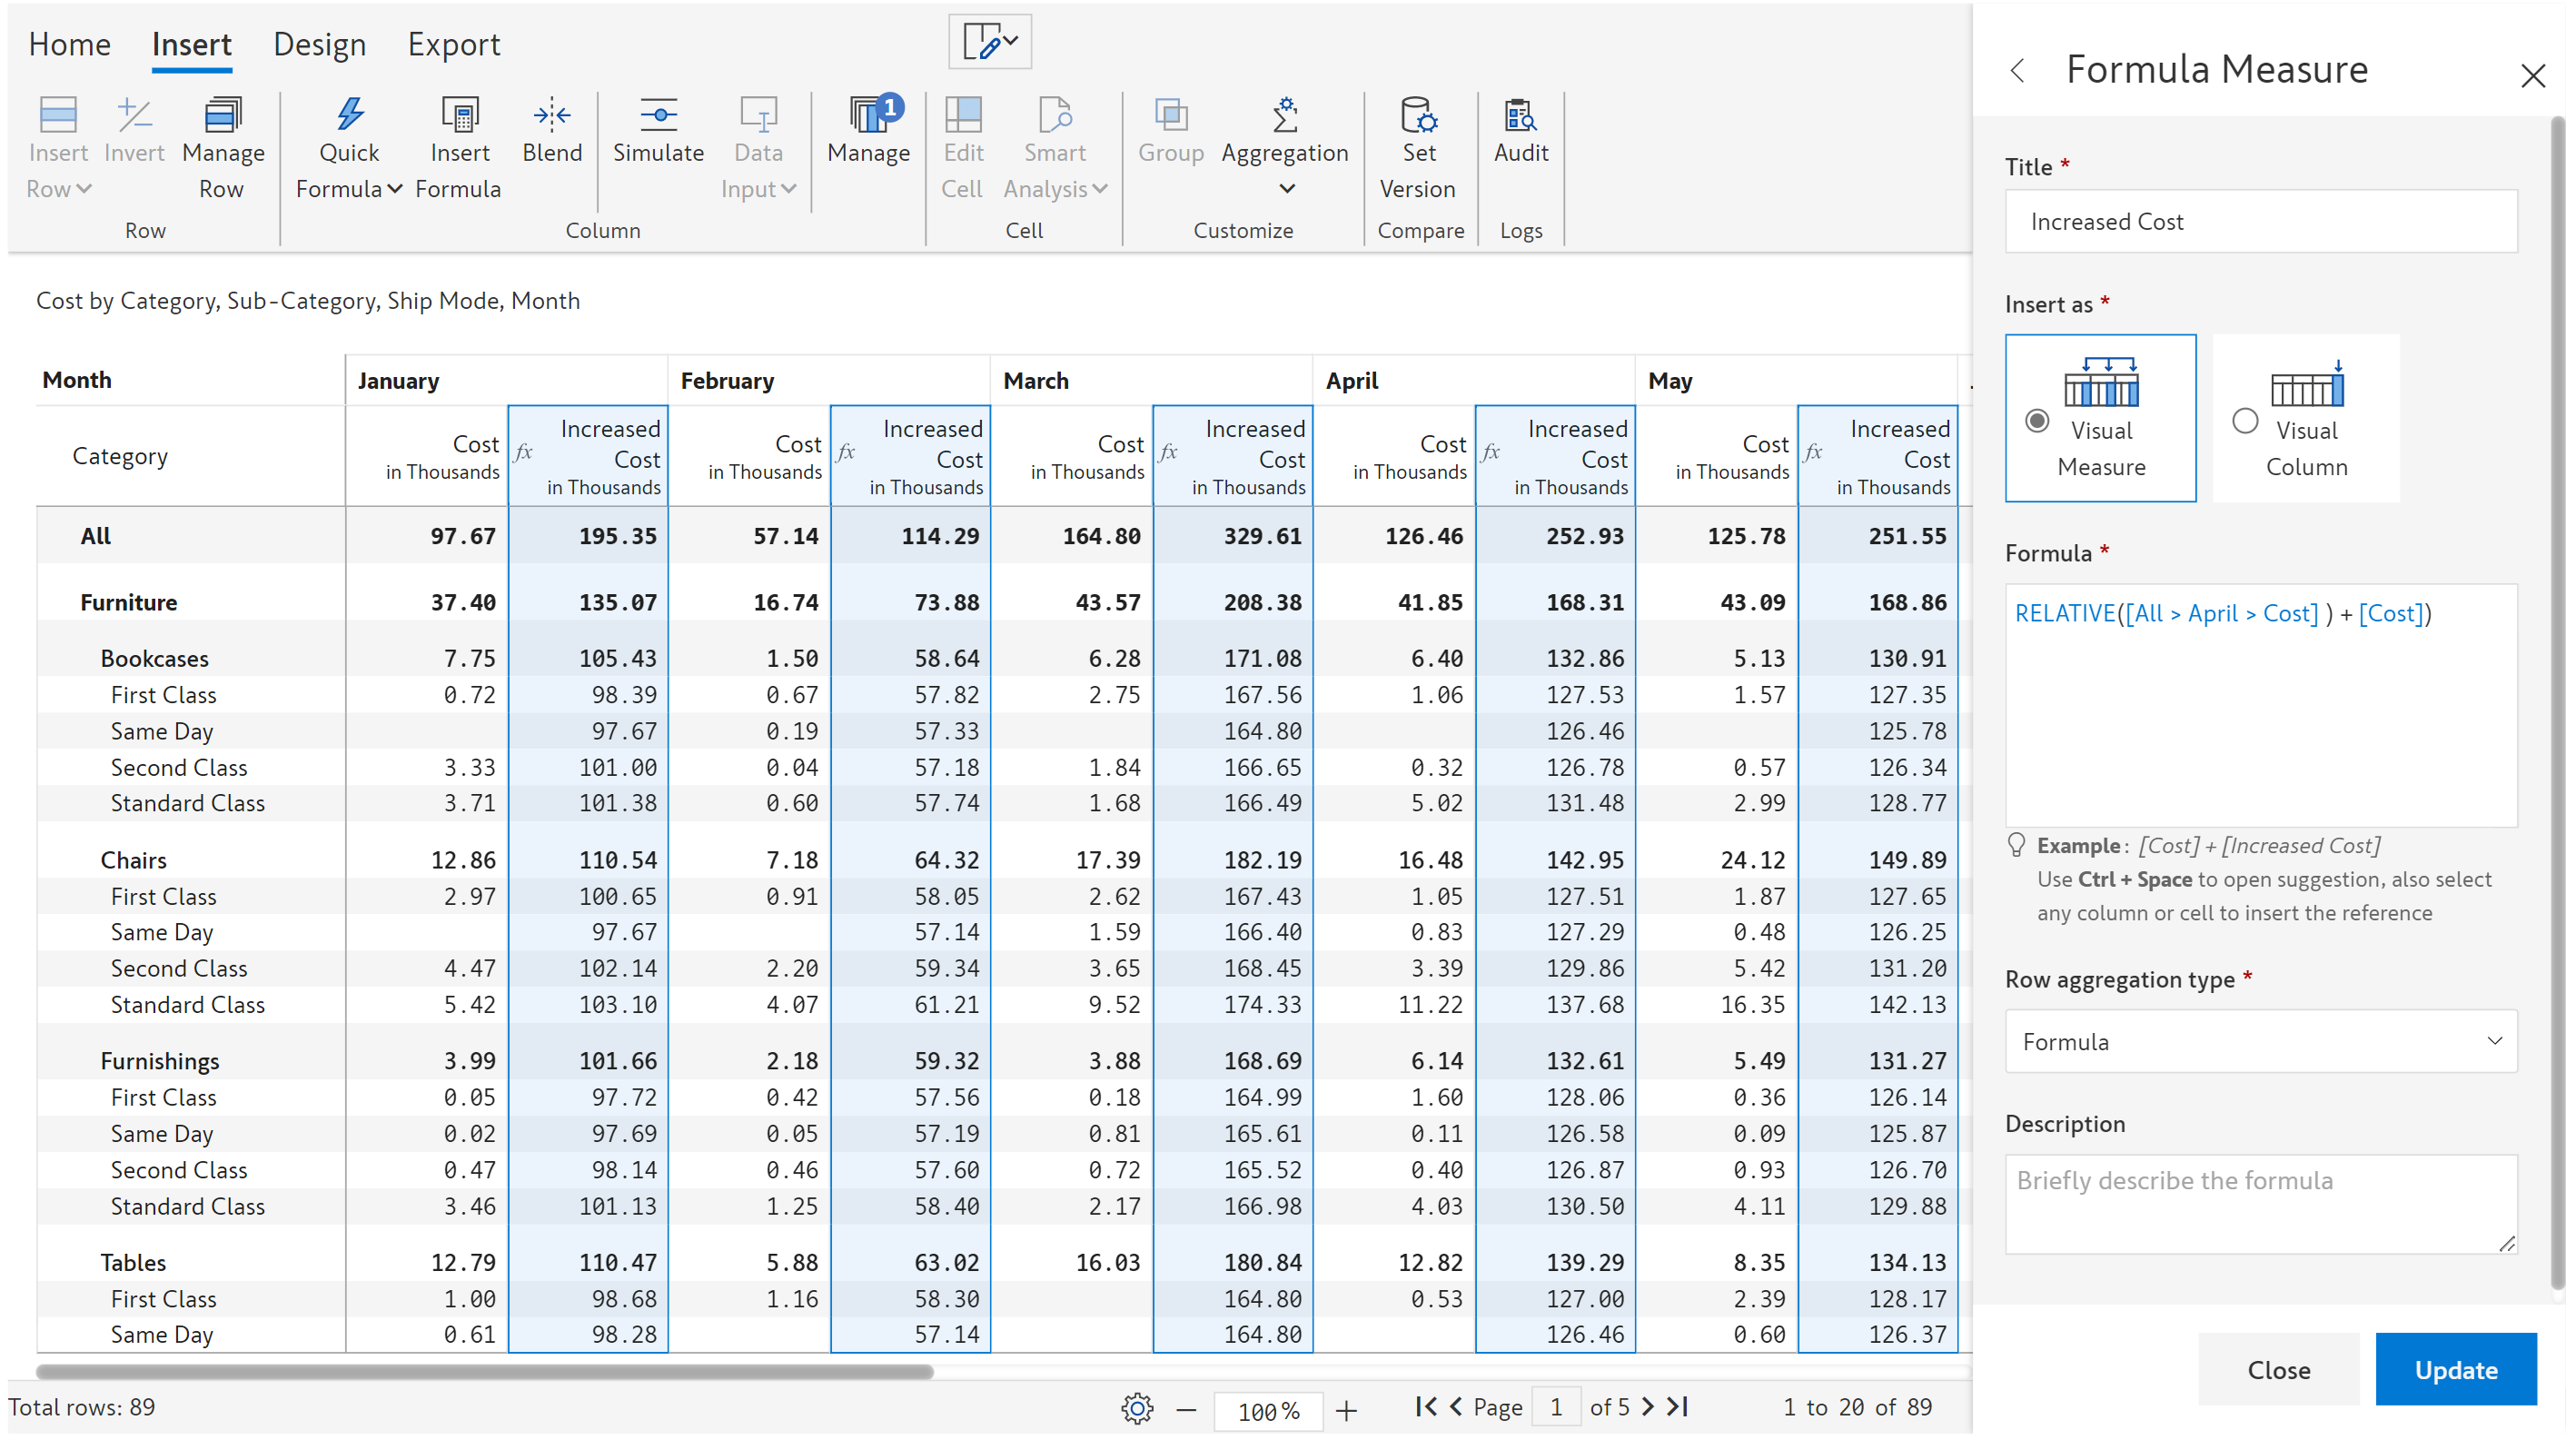 Home Insert Design Export
Insert Row Invert Manage Row Quick Formula Insert Formula Blend Simulate Data Input Manage 1 Edit Cell Smart Analysis Group Aggregation Set Version Audit
Row Column Cell Customize Compare Logs
Cost by Category, Sub-Category, Ship Mode, Month
Month January February March April May
Category Cost in Thousands fx Increased Cost in Thousands Cost in Thousands fx Increased Cost in Thousands Cost in Thousands fx Increased Cost in Thousands Cost in Thousands fx Increased Cost in Thousands Cost in Thousands fx Increased Cost in Thousands
All 97.67 195.35 57.14 114.29 164.80 329.61 126.46 252.93 125.78 251.55
Furniture 37.40 135.07 16.74 73.88 43.57 208.38 41.85 168.31 43.09 168.86
Bookcases 7.75 105.43 1.50 58.64 6.28 171.08 6.40 132.86 5.13 130.91
First Class 0.72 98.39 0.67 57.82 2.75 167.56 1.06 127.53 1.57 127.35
Same Day 97.67 0.19 57.33 164.80 126.46 125.78
Second Class 3.33 101.00 0.04 57.18 1.84 166.65 0.32 126.78 0.57 126.34
Standard Class 3.71 101.38 0.60 57.74 1.68 166.49 5.02 131.48 2.99 128.77
Chairs 12.86 110.54 7.18 64.32 17.39 182.19 16.48 142.95 24.12 149.89
First Class 2.97 100.65 0.91 58.05 2.62 167.43 1.05 127.51 1.87 127.65
Same Day 97.67 57.14 1.59 166.40 0.83 127.29 0.48 126.25
Second Class 4.47 102.14 2.20 59.34 3.65 168.45 3.39 129.86 5.42 131.20
Standard Class 5.42 103.10 4.07 61.21 9.52 174.33 11.22 137.68 16.35 142.13
Furnishings 3.99 101.66 2.18 59.32 3.88 168.69 6.14 132.61 5.49 131.27
First Class 0.05 97.72 0.42 57.56 0.18 164.99 1.60 128.06 0.36 126.14
Same Day 0.02 97.69 0.05 57.19 0.81 165.61 0.11 126.58 0.09 125.87
Second Class 0.47 98.14 0.46 57.60 0.72 165.52 0.40 126.87 0.93 126.70
Standard Class 3.46 101.13 1.25 58.40 2.17 166.98 4.03 130.50 4.11 129.88
Tables 12.79 110.47 5.88 63.02 16.03 180.84 12.82 139.29 8.35 134.13
First Class 1.00 98.68 1.16 58.30 164.80 0.53 127.00 2.39 128.17
Same Day 0.61 98.28 57.14 164.80 126.46 0.60 126.37
Total rows: 89 100% Page 1 of 5 1 to 20 of 89
Formula Measure
Title *
Increased Cost
Insert as *
Visual Measure Visual Column
Formula *
RELATIVE([All > April > Cost] ) + [Cost])
Example: [Cost] + [Increased Cost]
Use Ctrl + Space to open suggestion, also select
any column or cell to insert the reference
Row aggregation type *
Formula
Description
Briefly describe the formula
Close Update